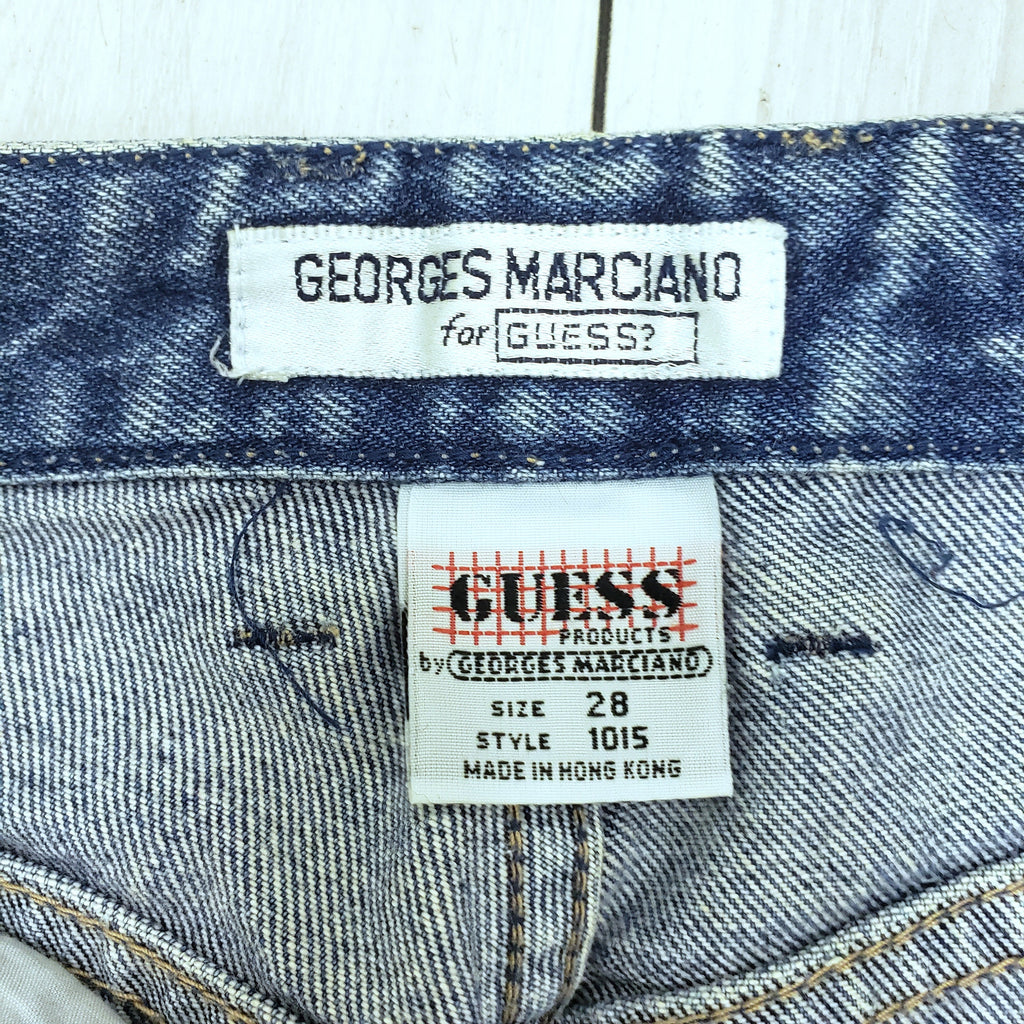 GEORGES MARCIANO
for GUESS?
GUESS
PRODUCTS
by GEORGES MARCIANO
SIZE 28
STYLE 1015
MADE IN HONG KONG